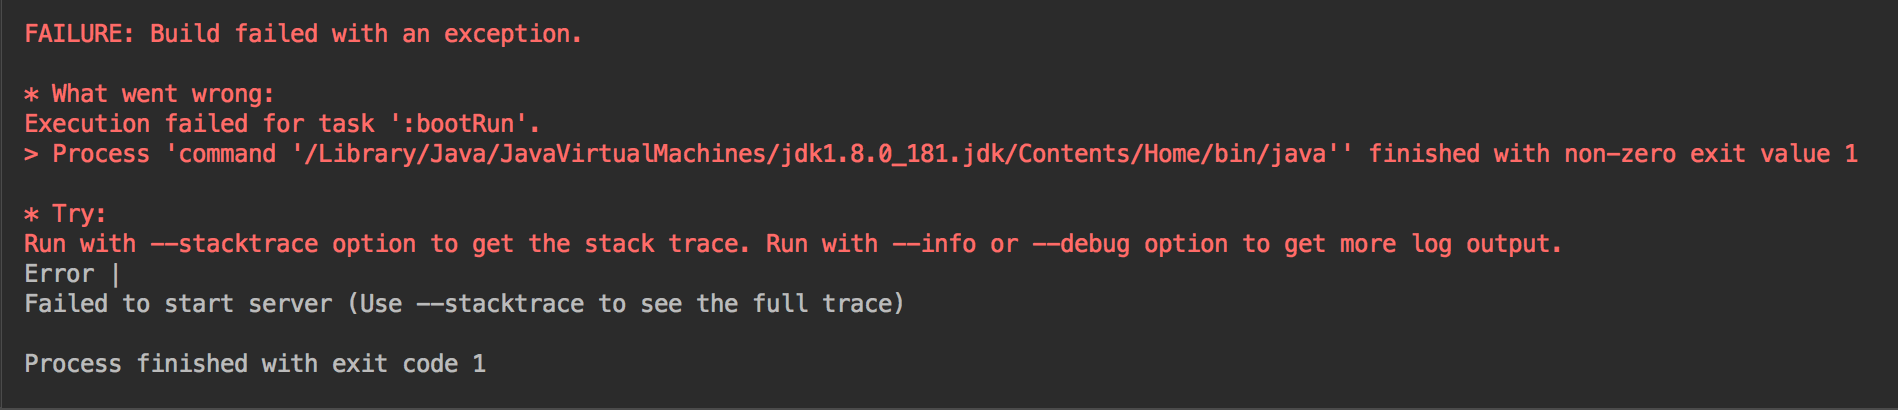 FAILURE: Build failed with an exception.
* What went wrong:
Execution failed for task ':bootRun'.
> Process 'command '/Library/Java/JavaVirtualMachines/jdk1.8.0_181.jdk/Contents/Home/bin/java'' finished with non-zero exit value 1
* Try:
Run with --stacktrace option to get the stack trace. Run with --info or --debug option to get more log output.
Error |
Failed to start server (Use --stacktrace to see the full trace)
Process finished with exit code 1